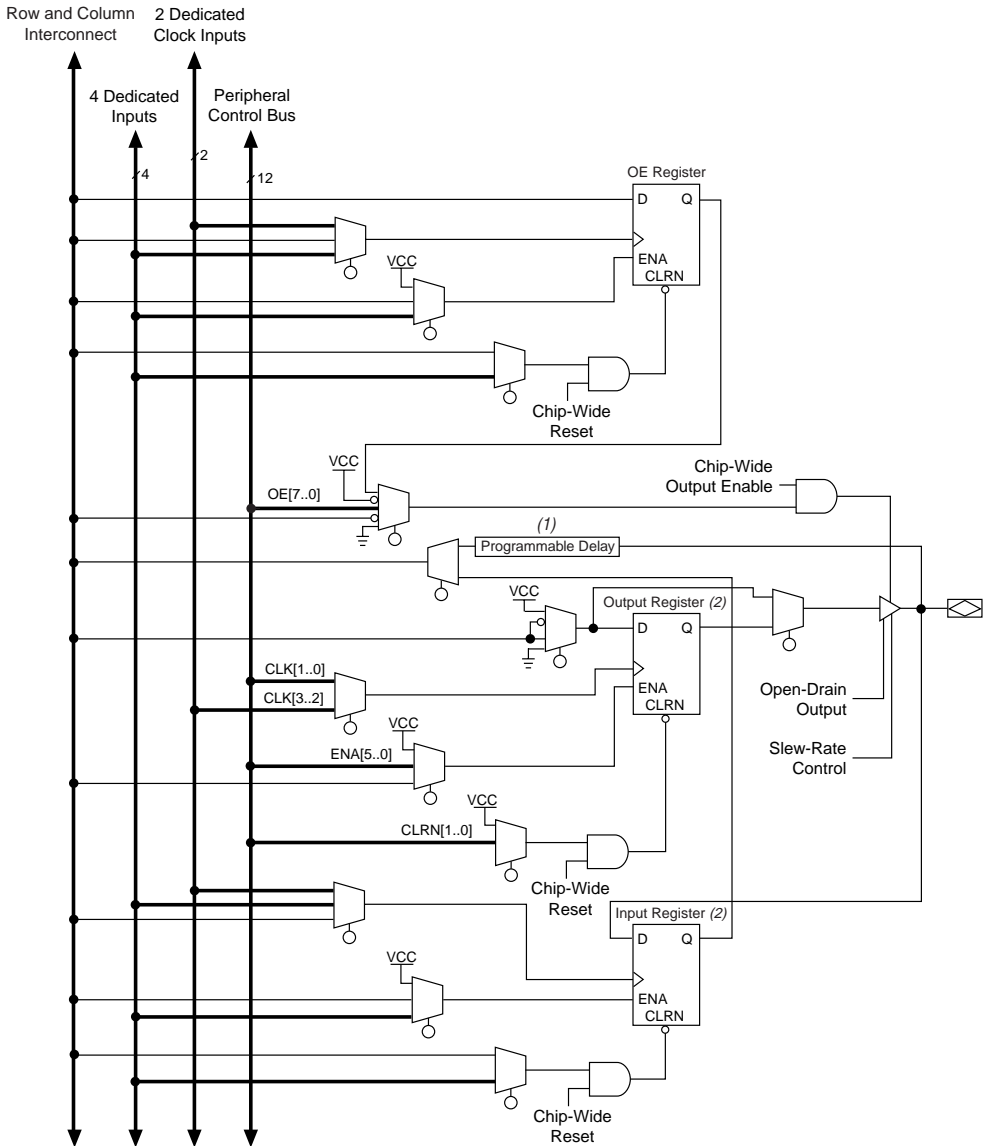 Row and Column
Interconnect
2 Dedicated
Clock Inputs
4 Dedicated
Inputs
Peripheral
Control Bus
2
4
12
OE Register
D Q
ENA
CLRN
VCC
Chip-Wide
Reset
VCC
OE[7..0]
Chip-Wide
Output Enable
(1)
Programmable Delay
VCC
Output Register (2)
D Q
ENA
CLRN
CLK[1..0]
CLK[3..2]
Open-Drain
Output
VCC
ENA[5..0]
Slew-Rate
Control
VCC
CLRN[1..0]
Chip-Wide
Reset
Input Register (2)
D Q
ENA
CLRN
VCC
Chip-Wide
Reset